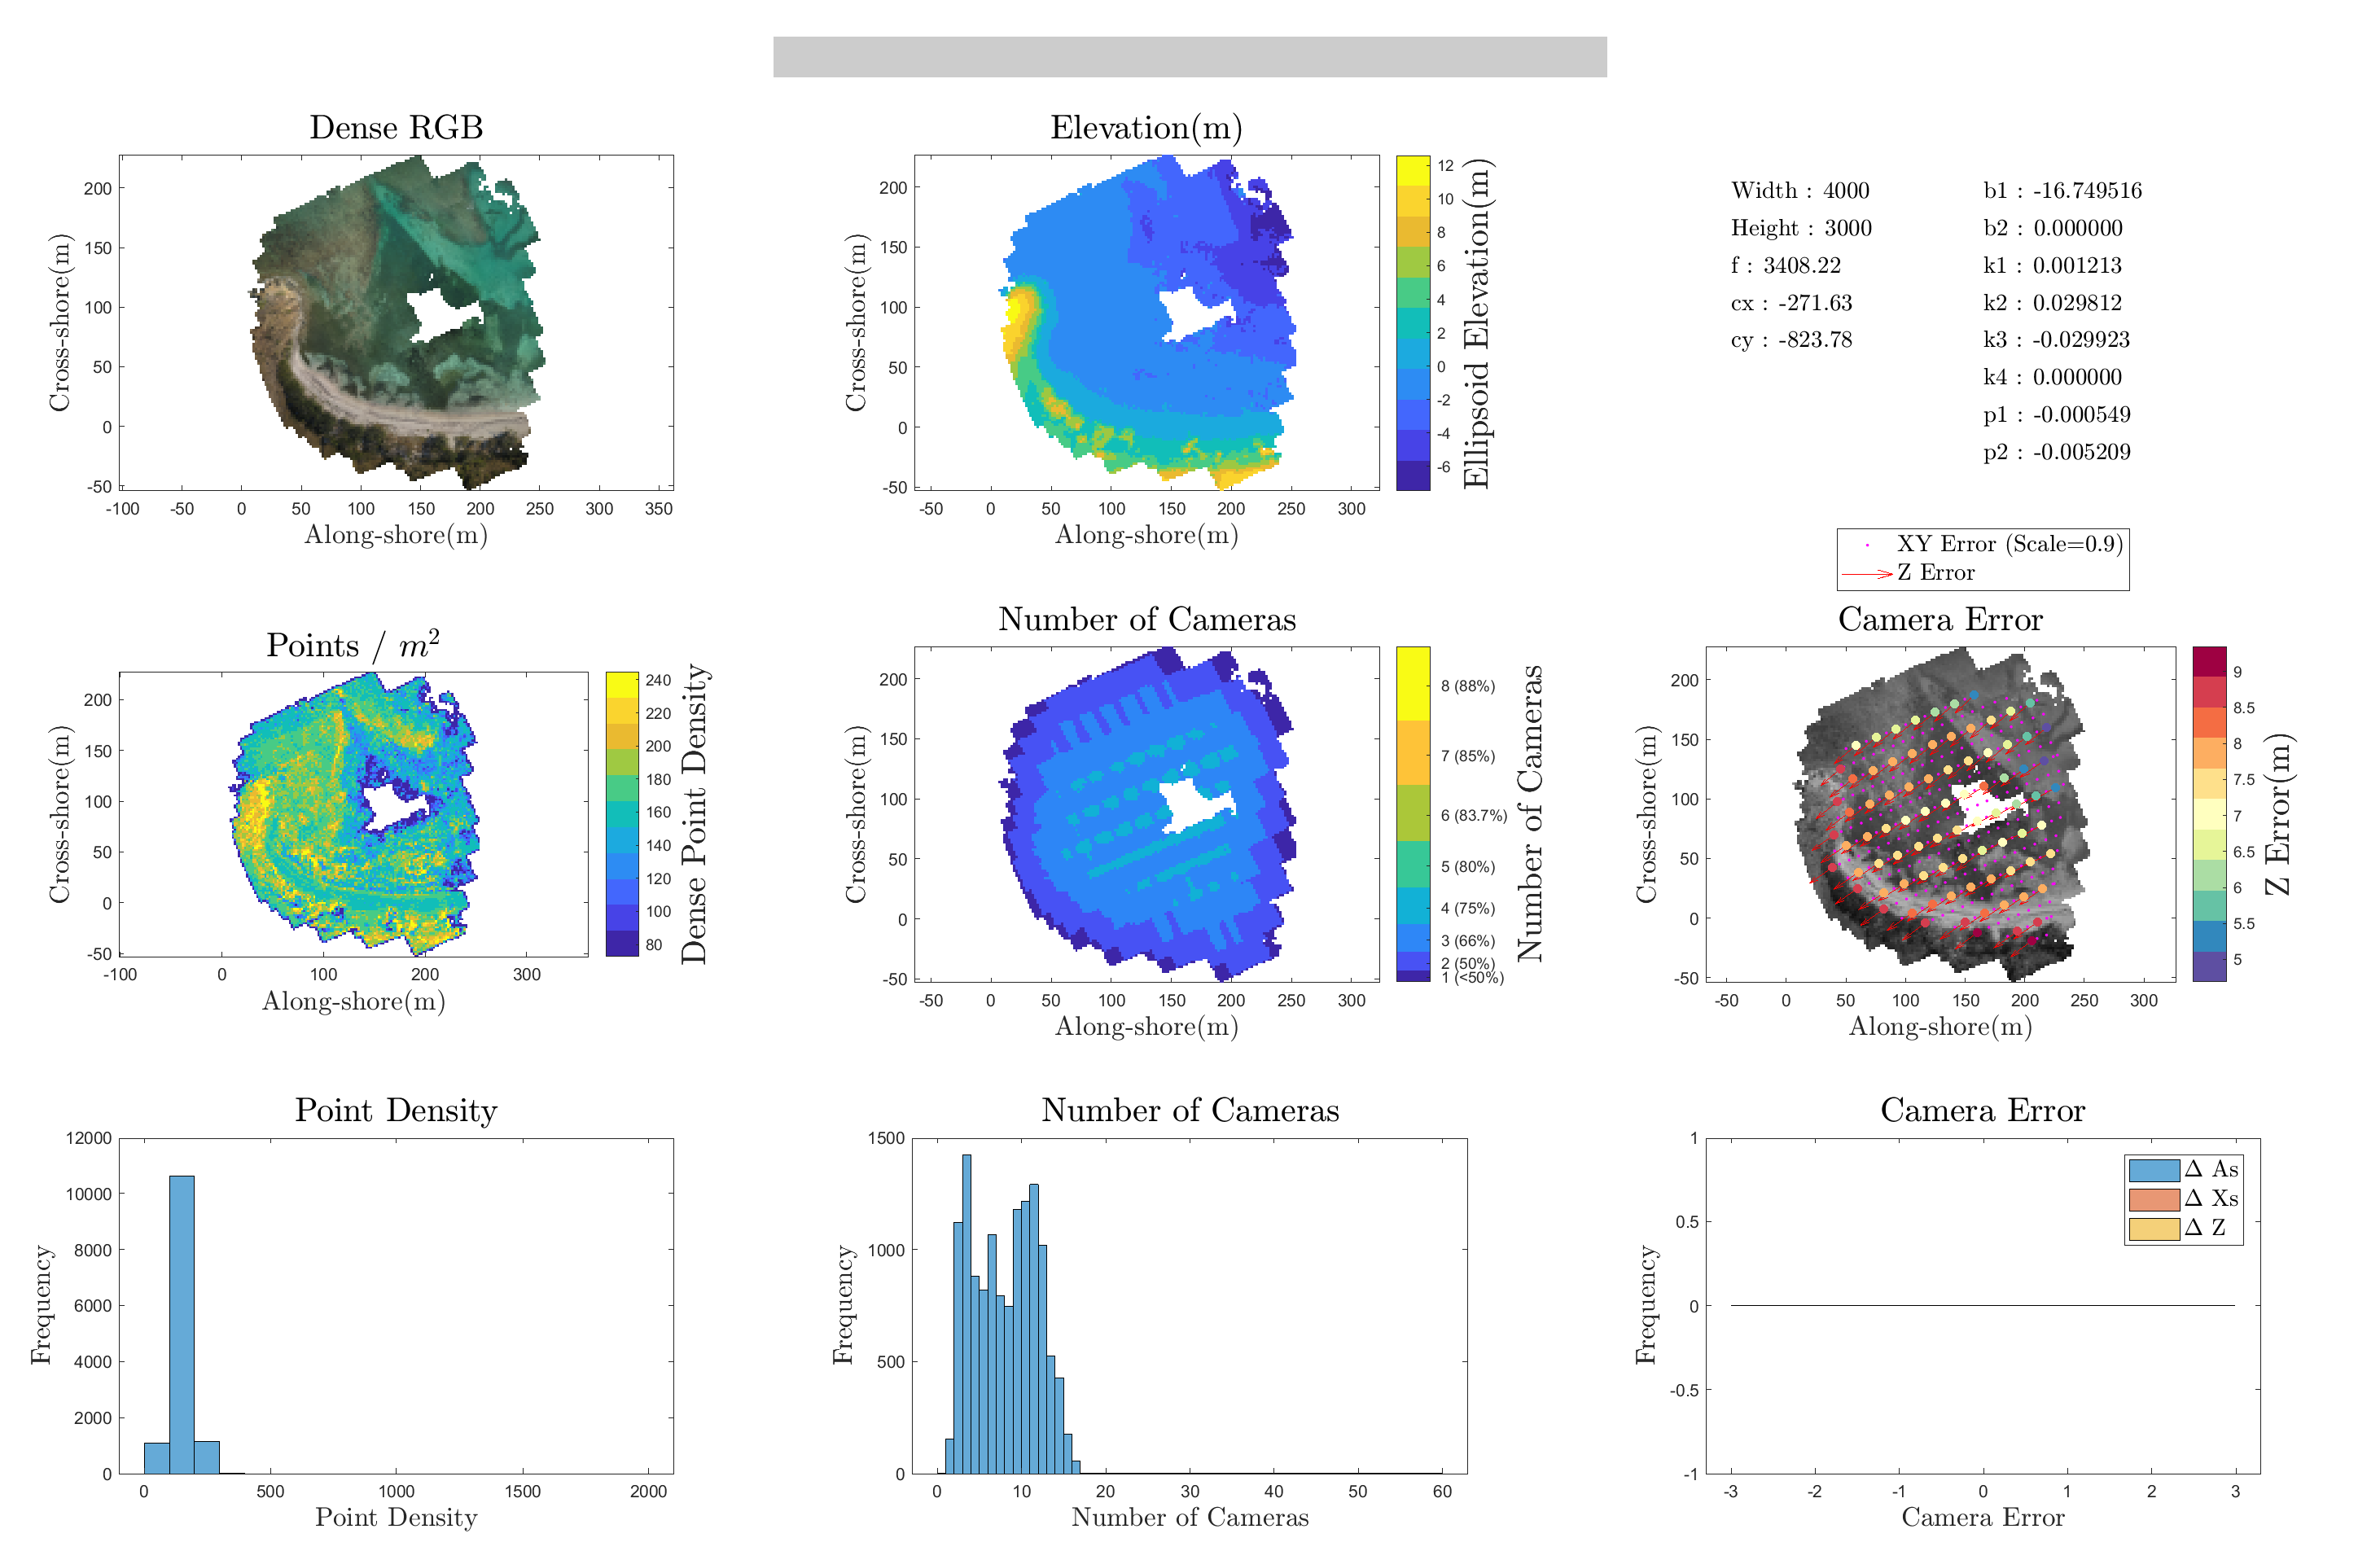 Dense RGB
200
150
100
50
0
-50
Cross-shore(m)
-100 -50 0 50 100 150 200 250 300 350
Along-shore(m)
Elevation(m)
200
150
100
50
0
-50
Cross-shore(m)
-50 0 50 100 150 200 250 300
Along-shore(m)
12
10
8
6
4
2
0
-2
-4
-6
Ellipsoid Elevation(m)
Width : 4000
Height : 3000
f : 3408.22
cx : -271.63
cy : -823.78
b1 : -16.749516
b2 : 0.000000
k1 : 0.001213
k2 : 0.029812
k3 : -0.029923
k4 : 0.000000
p1 : -0.000549
p2 : -0.005209
Points / m²
200
150
100
50
0
-50
Cross-shore(m)
-100 0 100 200 300
Along-shore(m)
240
220
200
180
160
140
120
100
80
Dense Point Density
Number of Cameras
200
150
100
50
0
-50
Cross-shore(m)
-50 0 50 100 150 200 250 300
Along-shore(m)
8 (88%)
7 (85%)
6 (83.7%)
5 (80%)
4 (75%)
3 (66%)
2 (50%)
1 (<50%)
Number of Cameras
XY Error (Scale=0.9)
Z Error
Camera Error
200
150
100
50
0
-50
Cross-shore(m)
-50 0 50 100 150 200 250 300
Along-shore(m)
9
8.5
8
7.5
7
6.5
6
5.5
5
Z Error(m)
Point Density
12000
10000
8000
6000
4000
2000
0
Frequency
0 500 1000 1500 2000
Point Density
Number of Cameras
1500
1000
500
0
Frequency
0 10 20 30 40 50 60
Number of Cameras
Camera Error
1
0.5
0
-0.5
-1
Frequency
-3 -2 -1 0 1 2 3
Camera Error
Δ As
Δ Xs
Δ Z